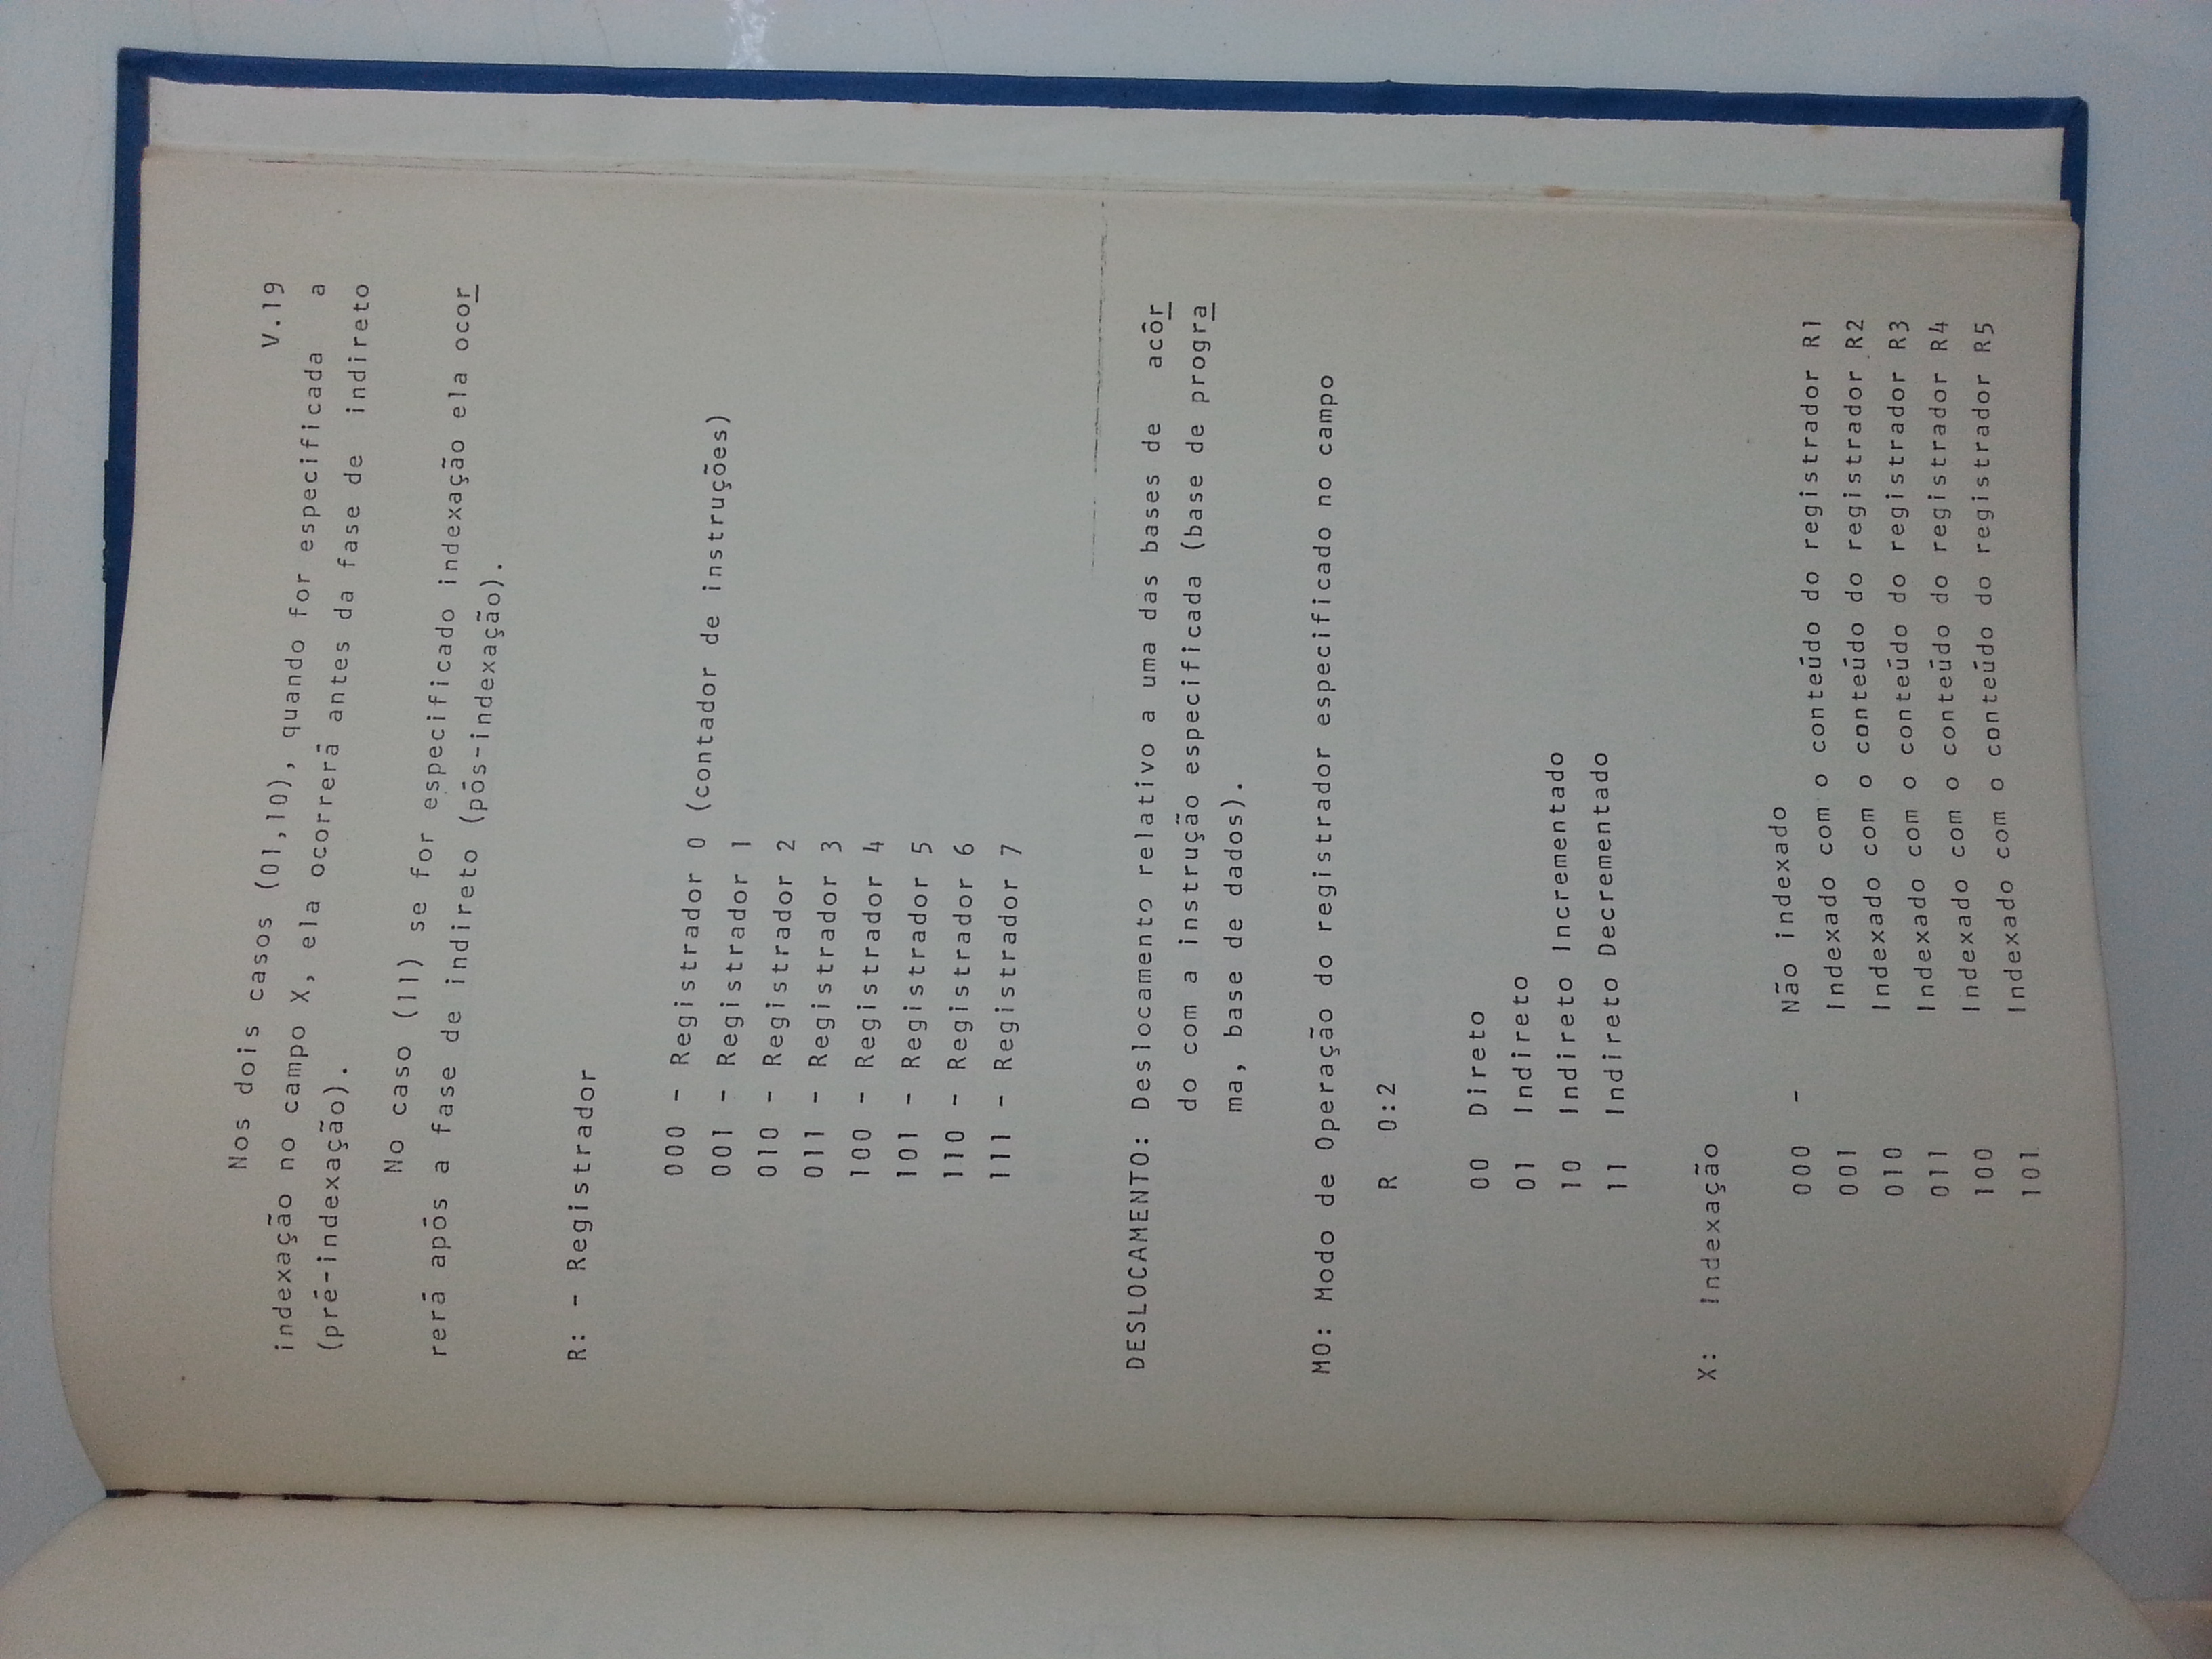 V.19
Nos dois casos (01,10), quando for especificada a
indexação no campo X, ela ocorrerá antes da fase de indireto
(pré-indexação).
No caso (11) se for especificado indexação ela ocor
rerá após a fase de indireto (pós-indexação).
R: - Registrador
000 - Registrador 0 (contador de instruções)
001 - Registrador 1
010 - Registrador 2
011 - Registrador 3
100 - Registrador 4
101 - Registrador 5
110 - Registrador 6
111 - Registrador 7
DESLOCAMENTO: Deslocamento relativo a uma das bases de acôr
do com a instrução especificada (base de progra
ma, base de dados).
MO: Modo de Operação do registrador especificado no campo
R 0:2
00 Direto
01 Indireto
10 Indireto Incrementado
11 Indireto Decrementado
X: Indexação
000 - Não indexado
001 Indexado com o conteúdo do registrador R1
010 Indexado com o conteúdo do registrador R2
011 Indexado com o conteúdo do registrador R3
100 Indexado com o conteúdo do registrador R4
101 Indexado com o conteúdo do registrador R5